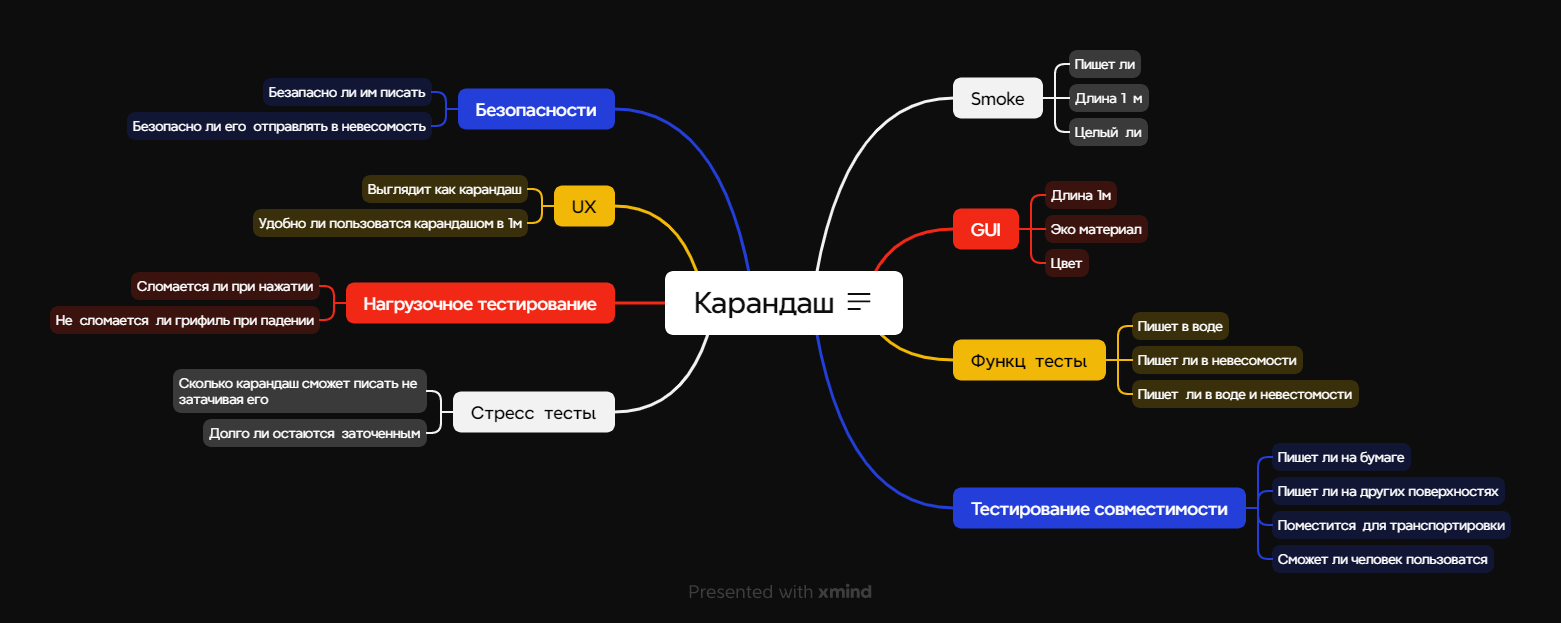 Карандаш
Smoke
Пишет ли
Длина 1 м
Целый ли
GUI
Длина 1м
Эко материал
Цвет
Функц тесты
Пишет в воде
Пишет ли в невесомости
Пишет ли в воде и невестомости
Тестирование совместимости
Пишет ли на бумаге
Пишет ли на других поверхностях
Поместится для транспортировки
Сможет ли человек пользоватся
Безопасности
Безапасно ли им писать
Безопасно ли его отправлять в невесомость
UX
Выглядит как карандаш
Удобно ли пользоватся карандашом в 1м
Нагрузочное тестирование
Сломается ли при нажатии
Не сломается ли грифиль при падении
Стресс тесты
Сколько карандаш сможет писать не
затачивая его
Долго ли остаются заточенным
Presented with xmind